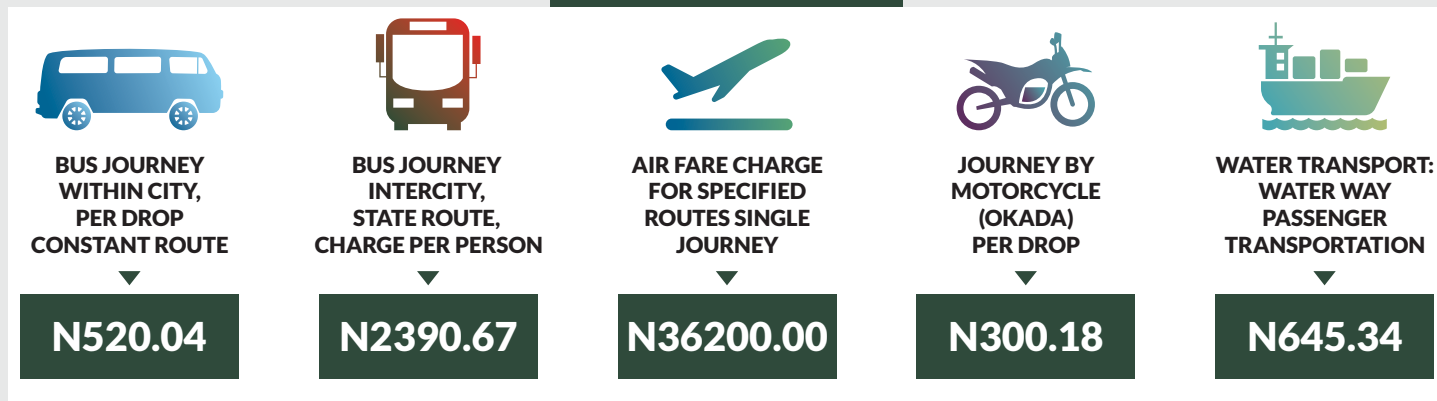 BUS JOURNEY
WITHIN CITY,
PER DROP
CONSTANT ROUTE
N520.04
BUS JOURNEY
INTERCITY,
STATE ROUTE,
CHARGE PER PERSON
N2390.67
AIR FARE CHARGE
FOR SPECIFIED
ROUTES SINGLE
JOURNEY
N36200.00
JOURNEY BY
MOTORCYCLE
(OKADA)
PER DROP
N300.18
WATER TRANSPORT:
WATER WAY
PASSENGER
TRANSPORTATION
N645.34